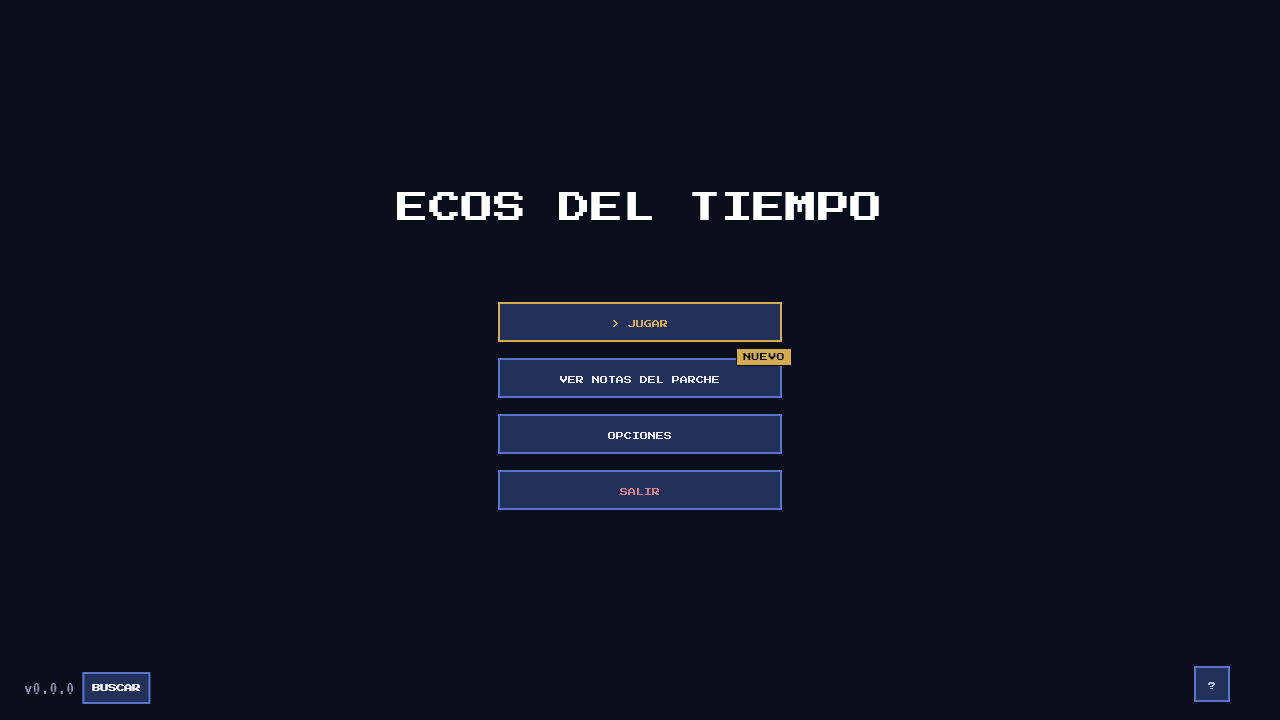 ECOS DEL TIEMPO
> JUGAR
NUEVO
VER NOTAS DEL PARCHE
OPCIONES
SALIR
v0.0.0 BUSCAR
?